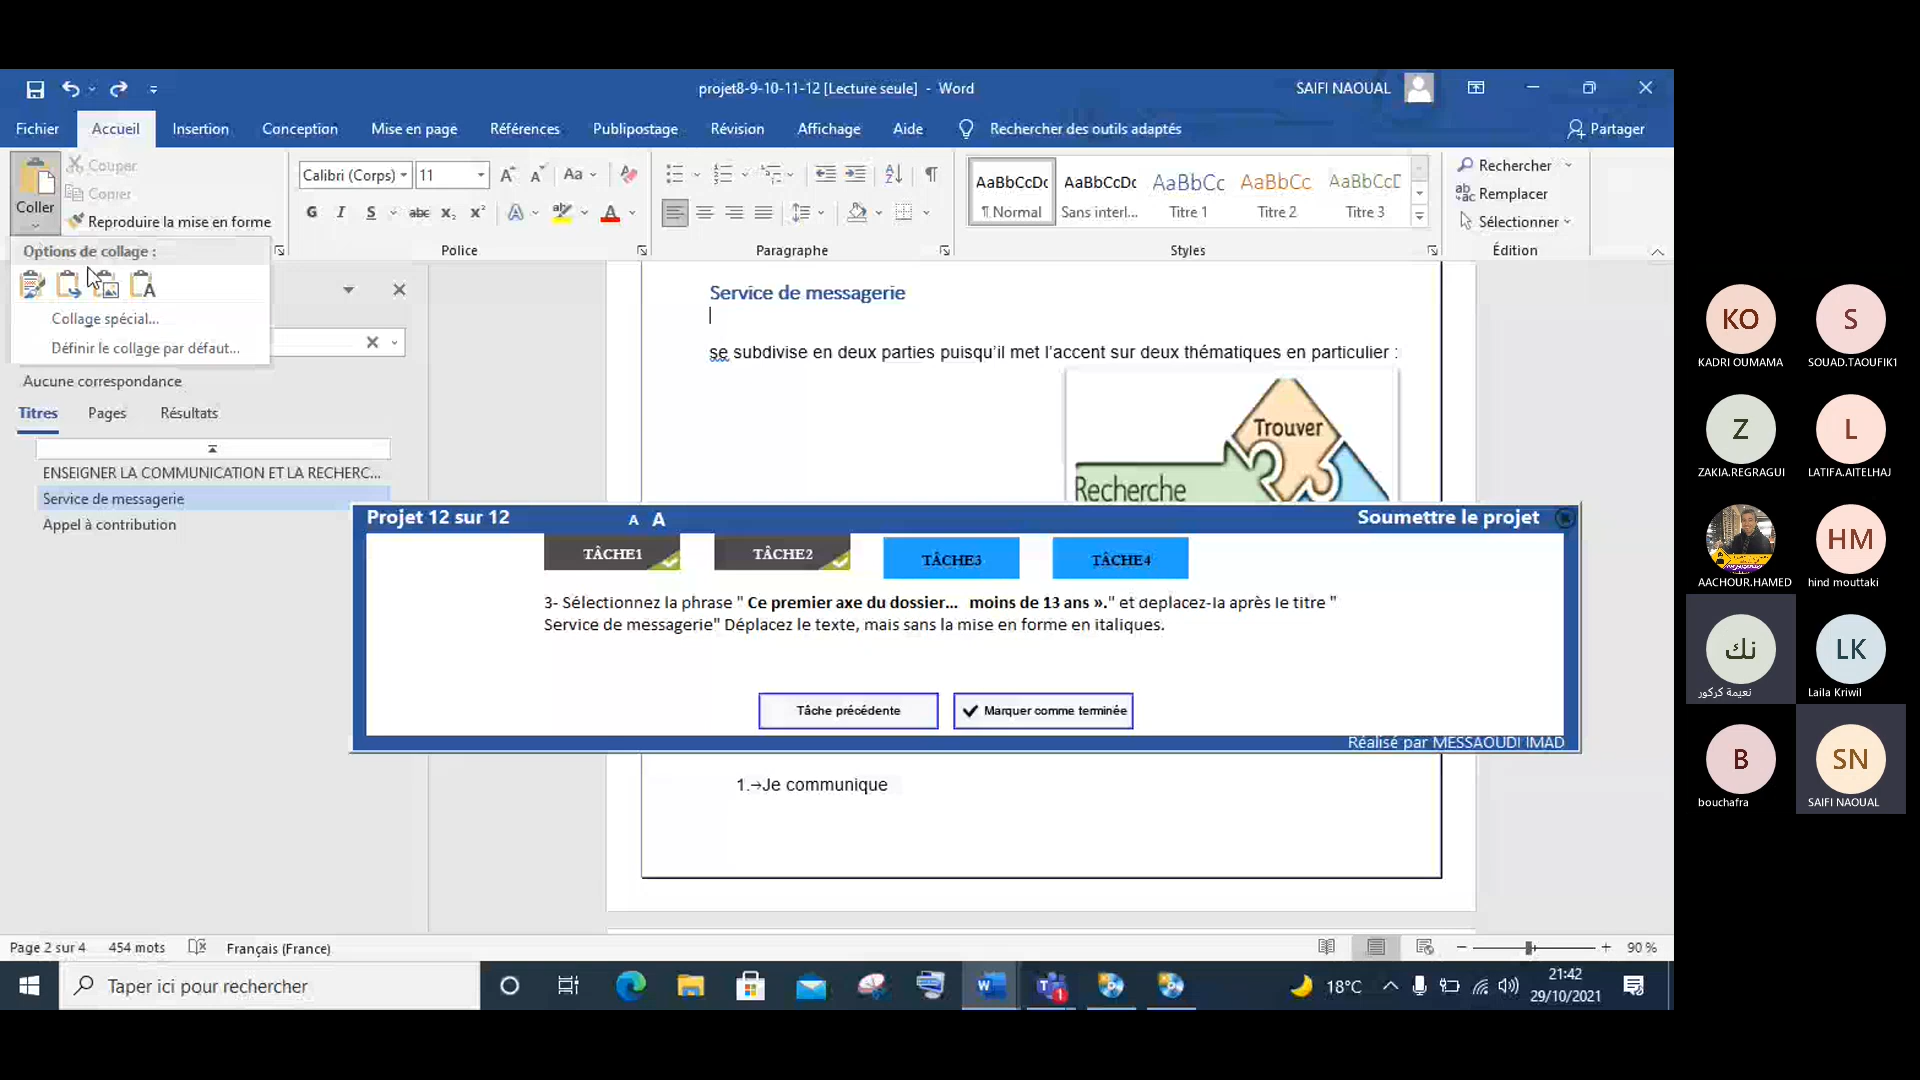 projet8-9-10-11-12 [Lecture seule] - Word
SAIFI NAOUAL
Fichier
Accueil
Insertion
Conception
Mise en page
Références
Publipostage
Révision
Affichage
Aide
Rechercher des outils adaptés
Partager
Coller
Couper
Copier
Reproduire la mise en forme
Calibri (Corps)
11
Police
Paragraphe
AaBbCcDc
¶ Normal
AaBbCcDc
Sans interl...
AaBbCc
Titre 1
AaBbCc
Titre 2
AaBbCcD
Titre 3
Styles
Rechercher
Remplacer
Sélectionner
Édition
Options de collage :
Collage spécial...
Définir le collage par défaut...
Aucune correspondance
Titres
Pages
Résultats
ENSEIGNER LA COMMUNICATION ET LA RECHERC...
Service de messagerie
Appel à contribution
Service de messagerie
se subdivise en deux parties puisqu'il met l'accent sur deux thématiques en particulier :
Trouver
Recherche
Projet 12 sur 12
A A
Soumettre le projet
TÂCHE1
TÂCHE2
TÂCHE3
TÂCHE4
3- Sélectionnez la phrase " Ce premier axe du dossier... moins de 13 ans »." et déplacez-la après le titre "
Service de messagerie" Déplacez le texte, mais sans la mise en forme en italiques.
Tâche précédente
Marquer comme terminée
Réalisé par MESSAOUDI IMAD
1.→Je communique
Page 2 sur 4
454 mots
Français (France)
90 %
Taper ici pour rechercher
18°C
21:42
29/10/2021
KO
KADRI OUMAMA
S
SOUAD.TAOUFIK1
Z
ZAKIA.REGRAGUI
L
LATIFA.AITELHAJ
AACHOUR.HAMED
HM
hind mouttaki
نك
نعيمة كركور
LK
Laila Kriwil
B
bouchafra
SN
SAIFI NAOUAL